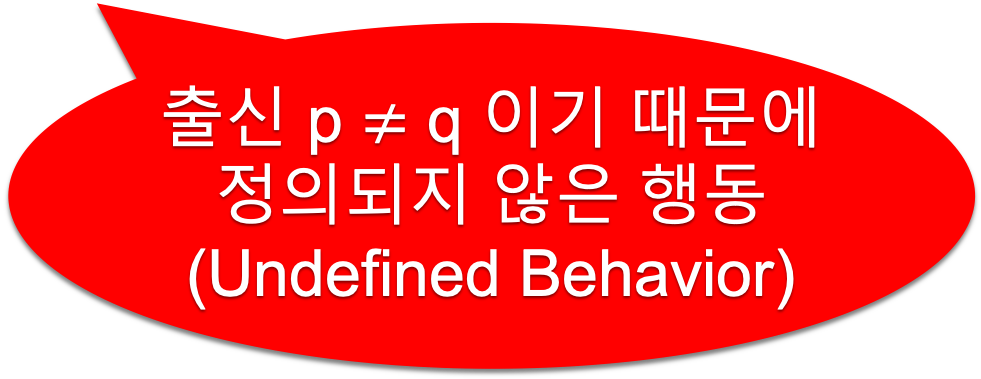 출신 p ≠ q 이기 때문에
정의되지 않은 행동
(Undefined Behavior)